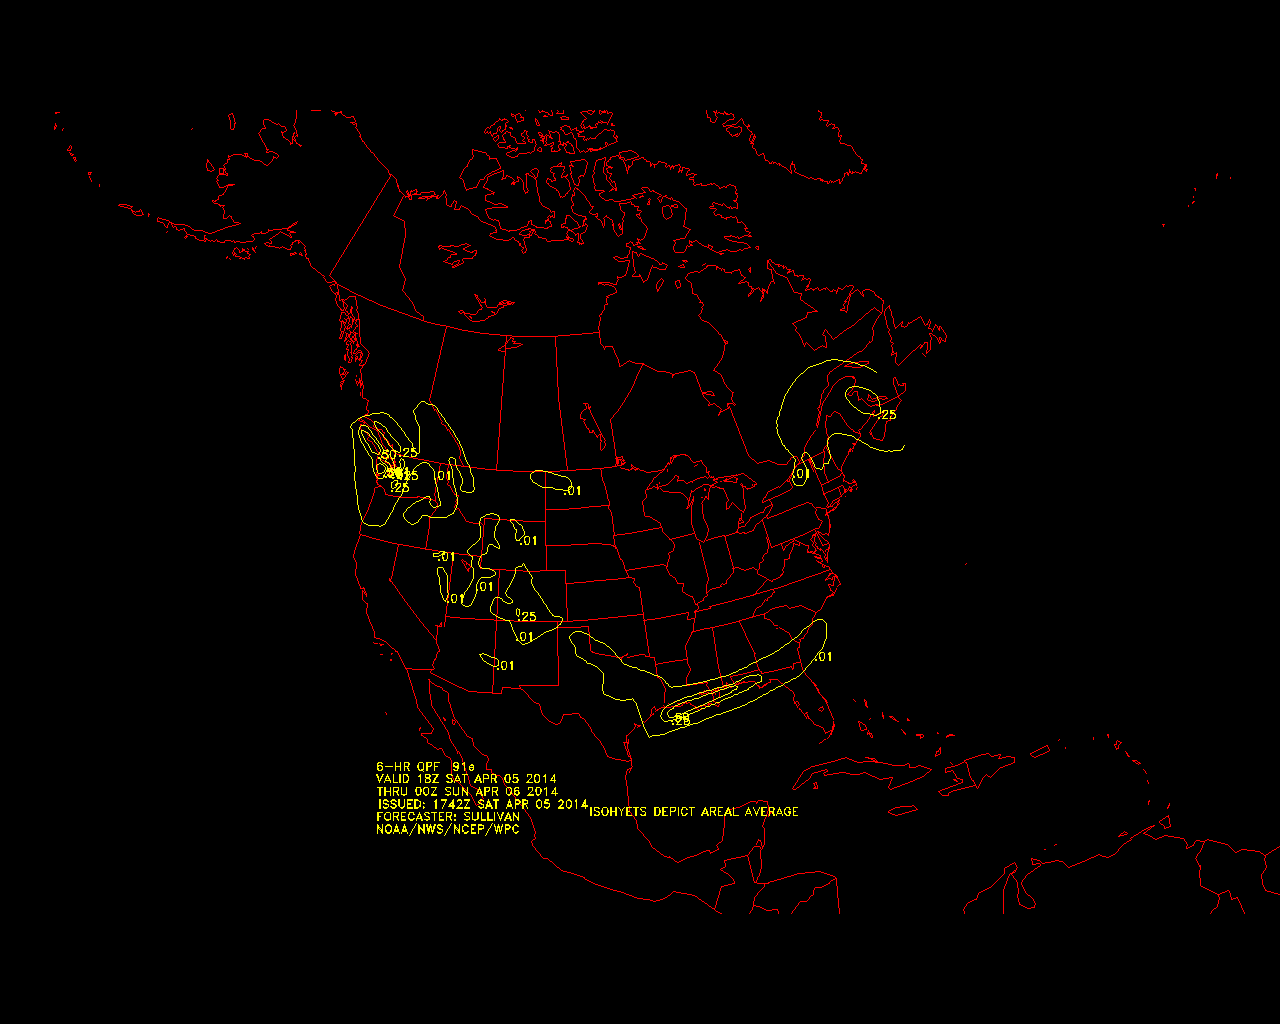 .25
.25
.50
.01
.25
.25
.01
.01
.01
.01
.01
.01
.25
.01
.01
.01
.50
.25
6-HR QPF 91e
VALID 18Z SAT APR 05 2014
THRU 00Z SUN APR 06 2014
ISSUED: 1742Z SAT APR 05 2014
ISOHYETS DEPICT AREAL AVERAGE
FORECASTER: SULLIVAN
NOAA/NWS/NCEP/WPC